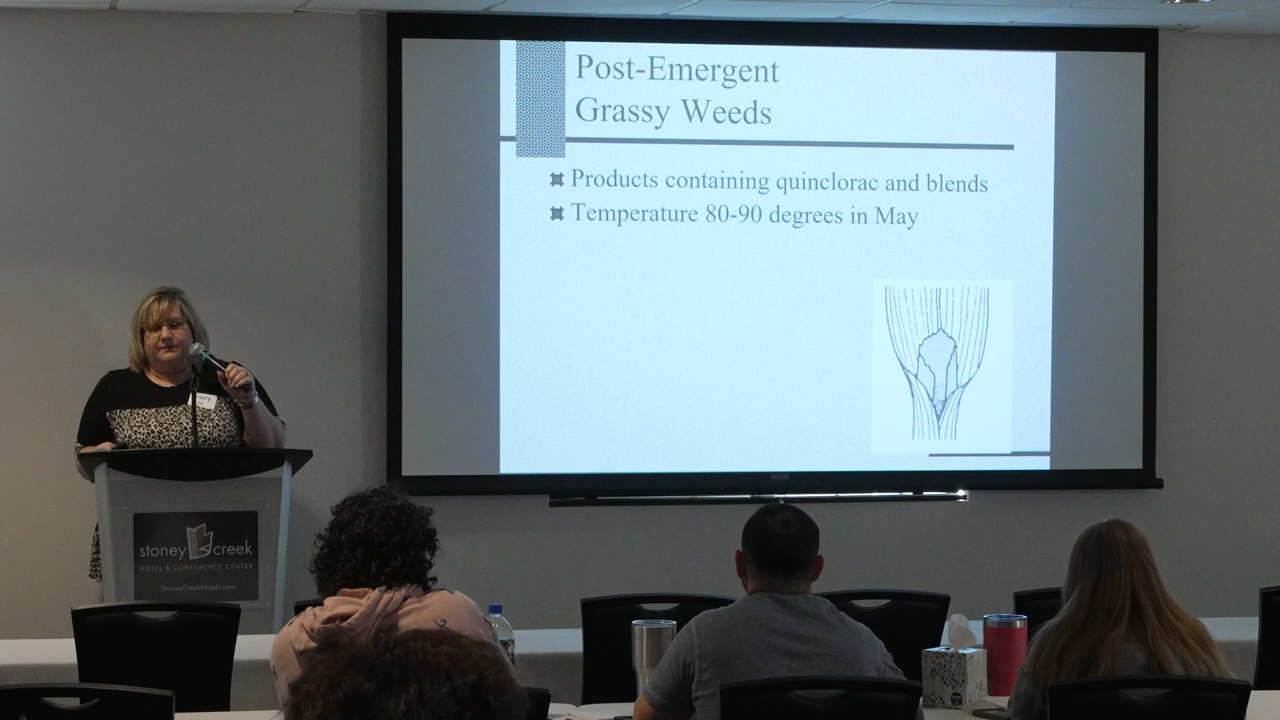 Post-Emergent
Grassy Weeds
Products containing quinclorac and blends
Temperature 80-90 degrees in May
stoney creek
HOTEL & CONFERENCE CENTER
StoneyCreekHotels.com